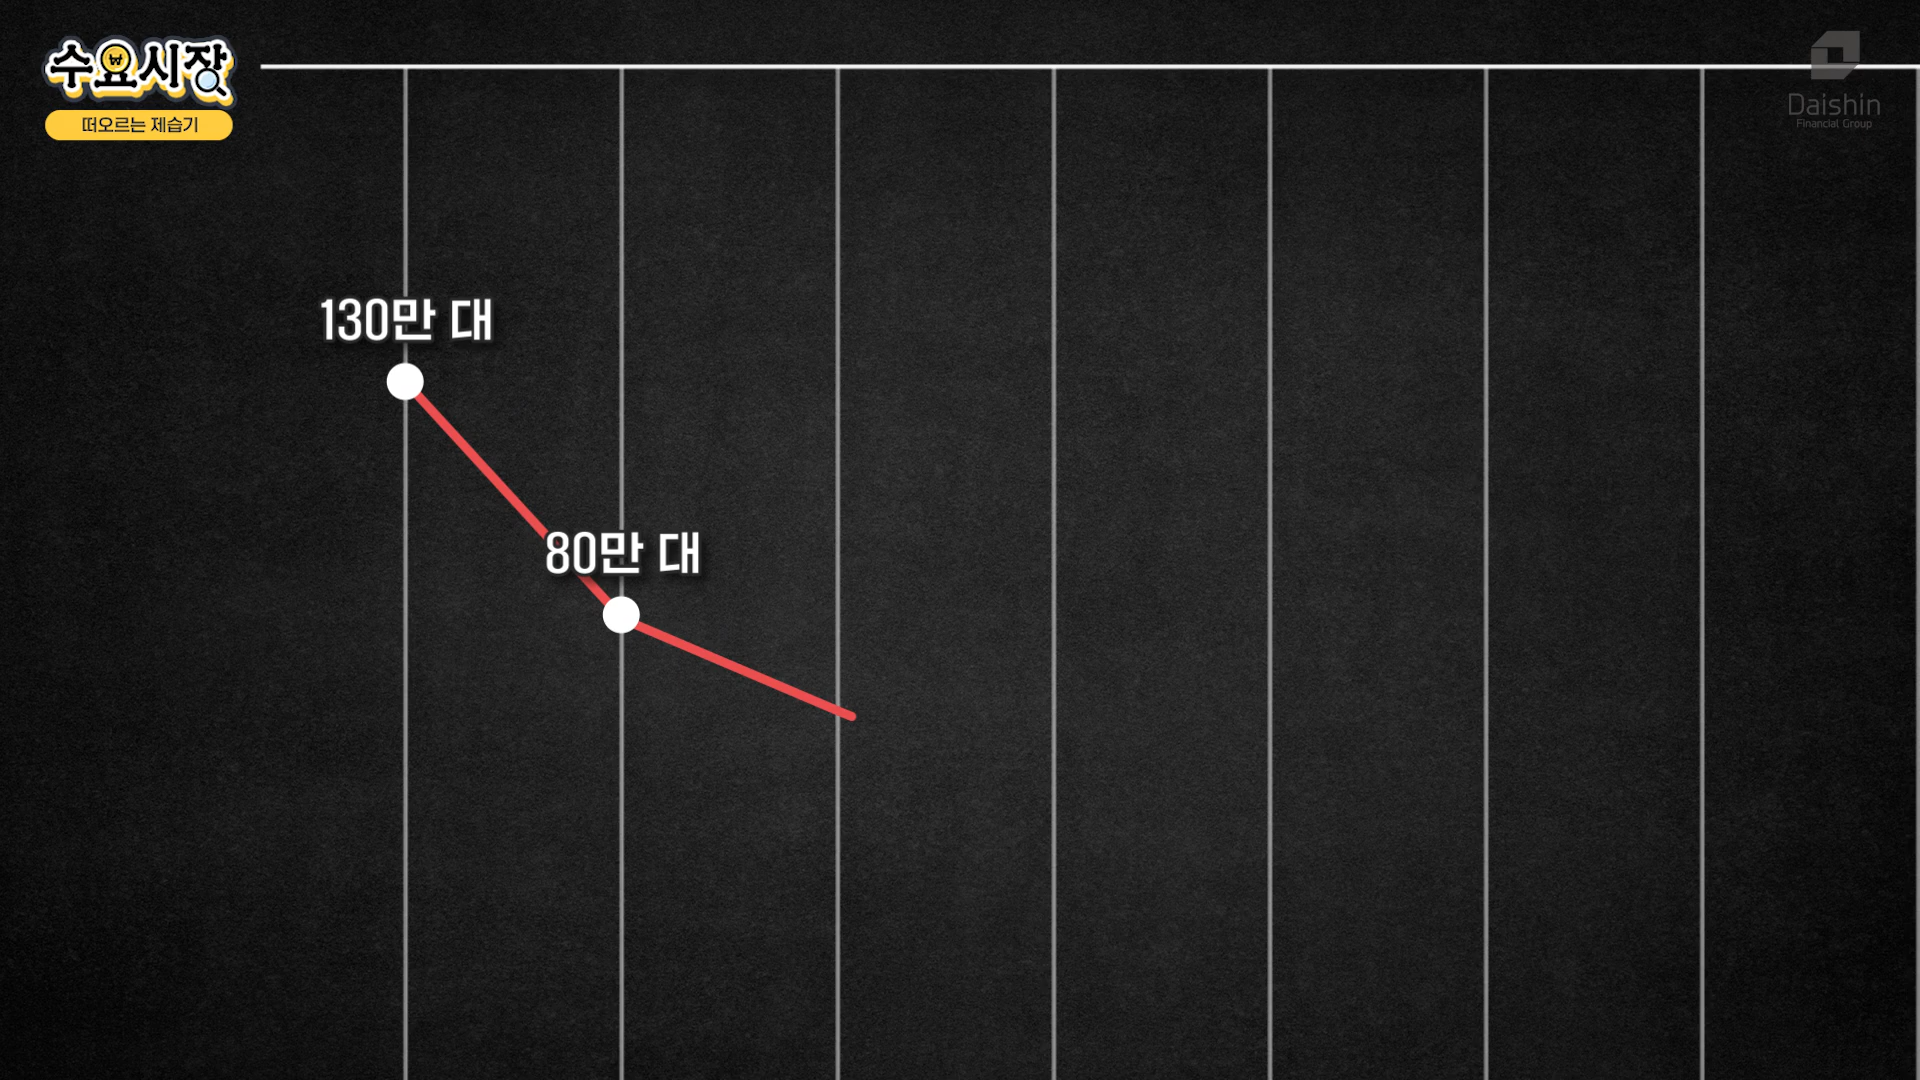 수요시장
떠오르는 제습기
Daishin
Financial Group
130만 대
80만 대